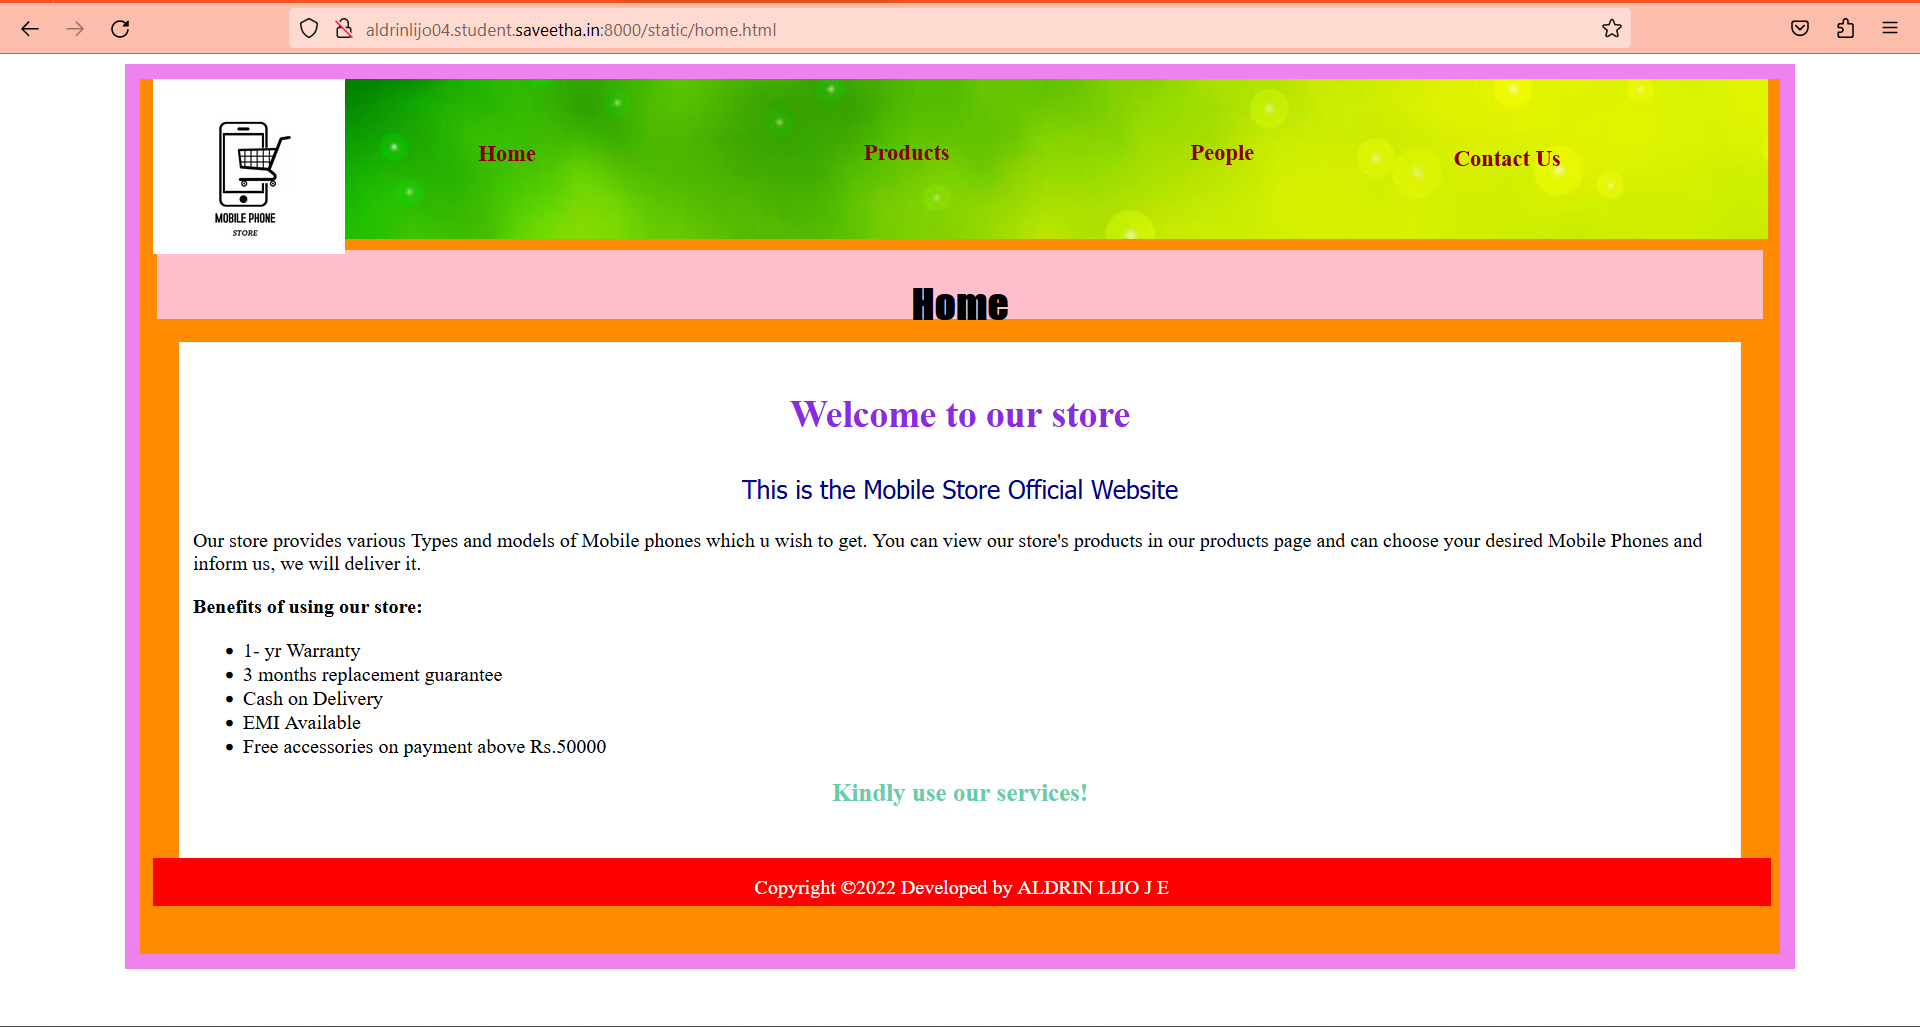 aldrinlijo04.student.saveetha.in:8000/static/home.html
MOBILE PHONE
STORE
Home Products People Contact Us
Home
Welcome to our store
This is the Mobile Store Official Website
Our store provides various Types and models of Mobile phones which u wish to get. You can view our store's products in our products page and can choose your desired Mobile Phones and
inform us, we will deliver it.
Benefits of using our store:
• 1- yr Warranty
• 3 months replacement guarantee
• Cash on Delivery
• EMI Available
• Free accessories on payment above Rs.50000
Kindly use our services!
Copyright ©2022 Developed by ALDRIN LIJO J E